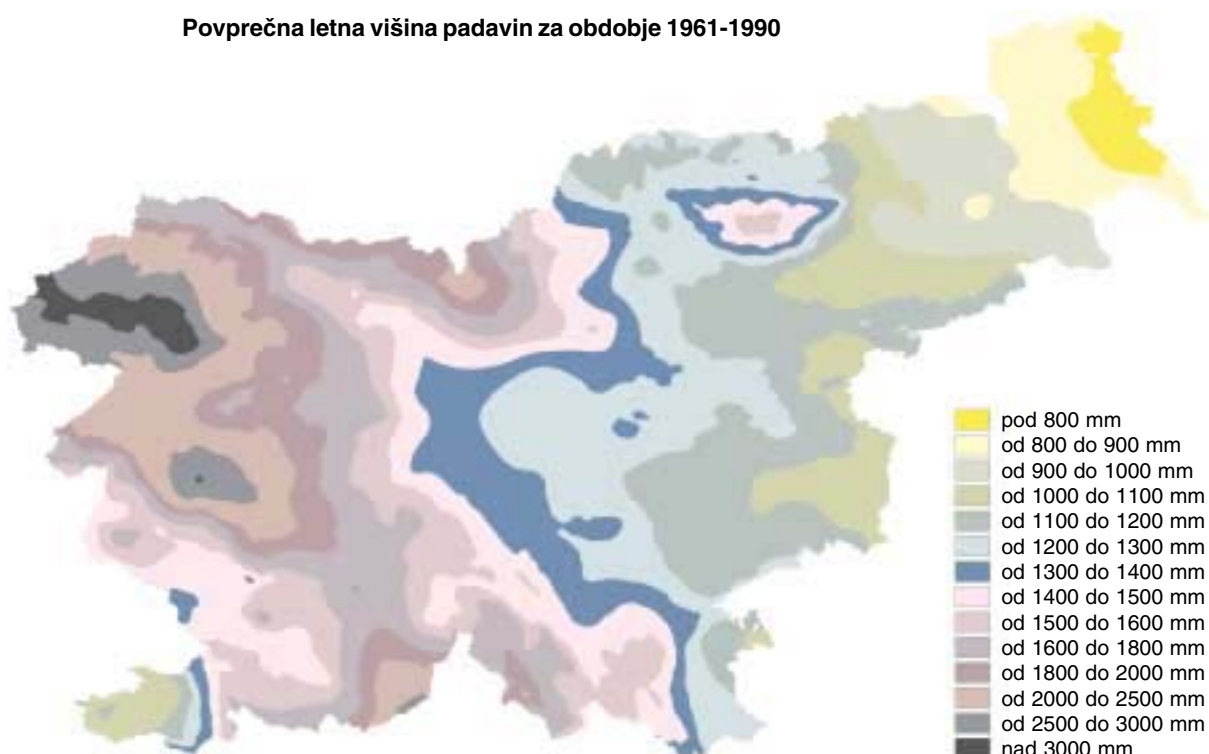 Povprečna letna višina padavin za obdobje 1961-1990
pod 800 mm
od 800 do 900 mm
od 900 do 1000 mm
od 1000 do 1100 mm
od 1100 do 1200 mm
od 1200 do 1300 mm
od 1300 do 1400 mm
od 1400 do 1500 mm
od 1500 do 1600 mm
od 1600 do 1800 mm
od 1800 do 2000 mm
od 2000 do 2500 mm
od 2500 do 3000 mm
nad 3000 mm